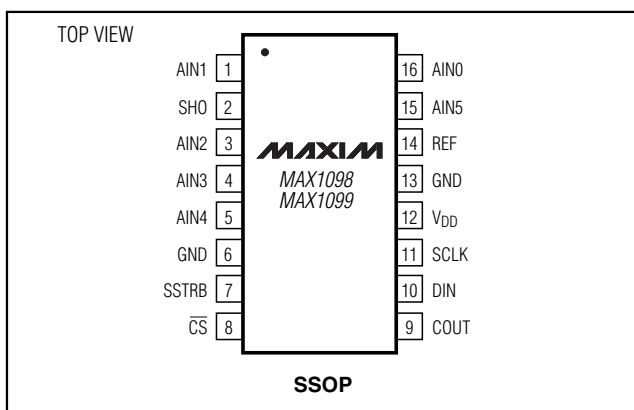 TOP VIEW
AIN1 1 16 AIN0
SHO 2 15 AIN5
AIN2 3 14 REF
MAXIM
AIN3 4 MAX1098 13 GND
MAX1099
AIN4 5 12 VDD
GND 6 11 SCLK
SSTRB 7 10 DIN
C̅S̅ 8 9 COUT
SSOP